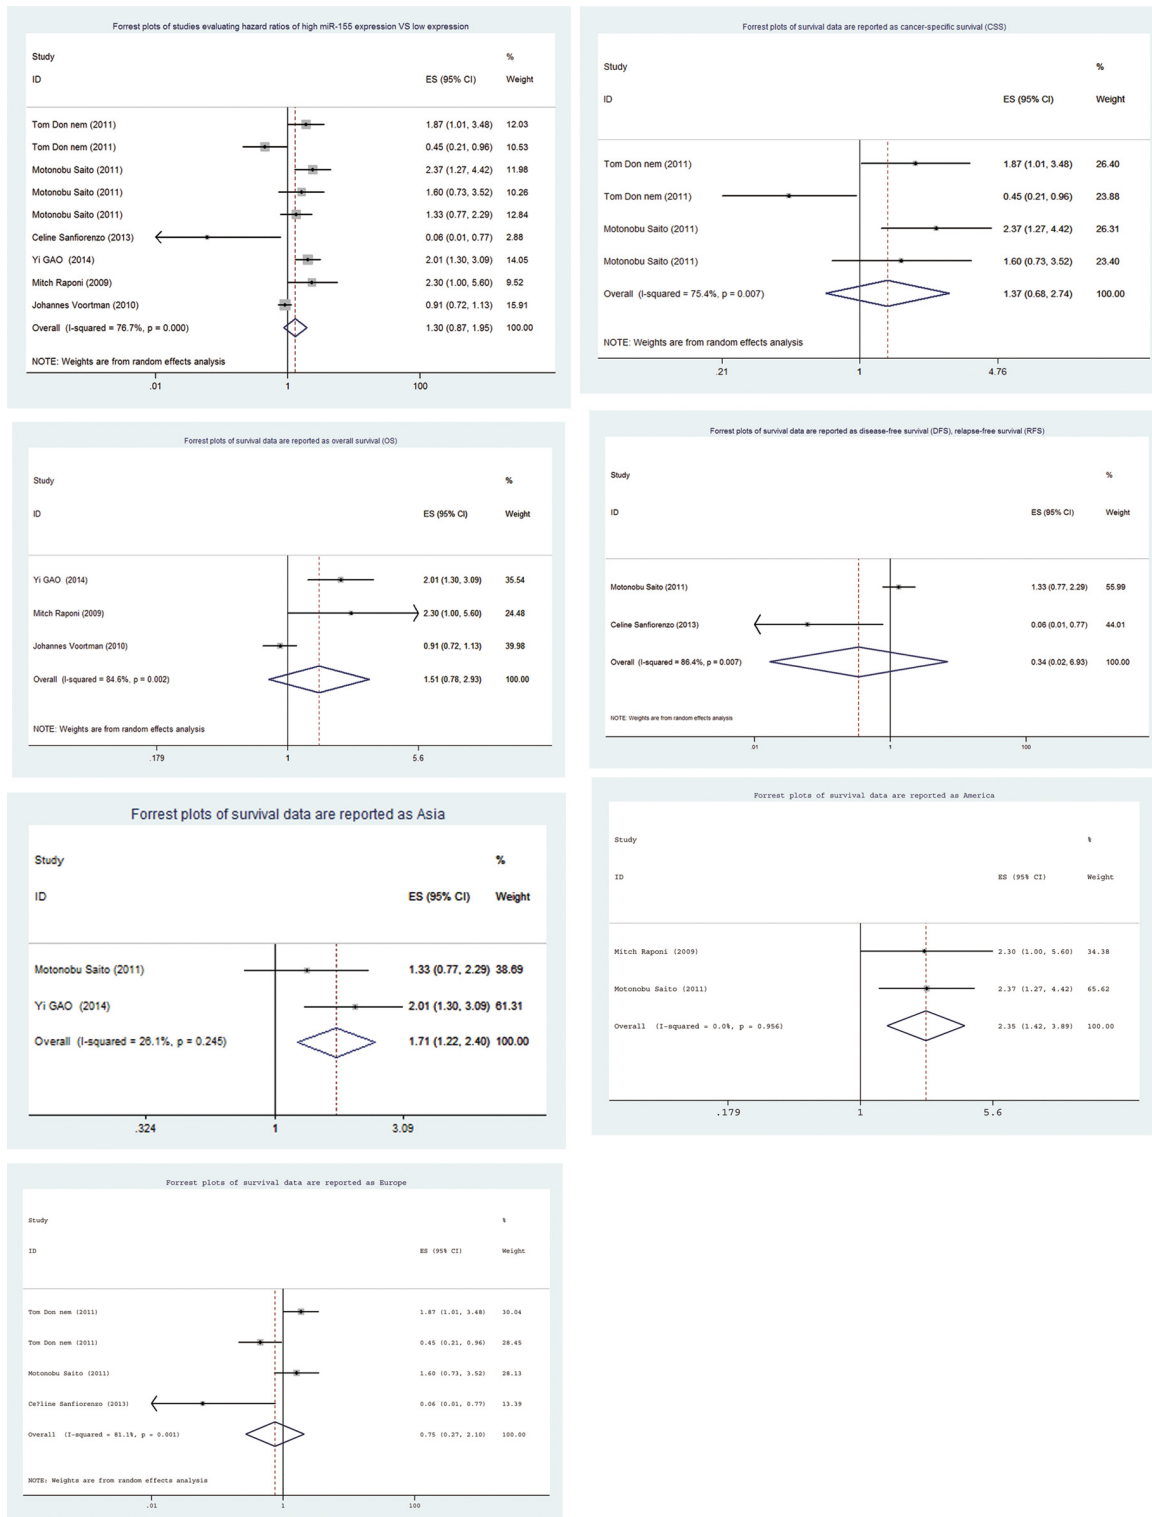 Forrest plots of studies evaluating hazard ratios of high miR-155 expression VS low expression
Study %
ID ES (95% CI) Weight
Tom Don nem (2011) 1.87 (1.01, 3.48) 12.03
Tom Don nem (2011) 0.45 (0.21, 0.96) 10.53
Motonobu Saito (2011) 2.37 (1.27, 4.42) 11.98
Motonobu Saito (2011) 1.60 (0.73, 3.52) 10.26
Motonobu Saito (2011) 1.33 (0.77, 2.29) 12.84
Celine Sanfiorenzo (2013) 0.06 (0.01, 0.77) 2.88
Yi GAO (2014) 2.01 (1.30, 3.09) 14.05
Mitch Raponi (2009) 2.30 (1.00, 5.60) 9.52
Johannes Voortman (2010) 0.91 (0.72, 1.13) 15.91
Overall (I-squared = 76.7%, p = 0.000) 1.30 (0.87, 1.95) 100.00
NOTE: Weights are from random effects analysis
.01 1 100
Forrest plots of survival data are reported as cancer-specific survival (CSS)
Study %
ID ES (95% CI) Weight
Tom Don nem (2011) 1.87 (1.01, 3.48) 26.40
Tom Don nem (2011) 0.45 (0.21, 0.96) 23.88
Motonobu Saito (2011) 2.37 (1.27, 4.42) 26.31
Motonobu Saito (2011) 1.60 (0.73, 3.52) 23.40
Overall (I-squared = 75.4%, p = 0.007) 1.37 (0.68, 2.74) 100.00
NOTE: Weights are from random effects analysis
.21 1 4.76
Forrest plots of survival data are reported as overall survival (OS)
Study %
ID ES (95% CI) Weight
Yi GAO (2014) 2.01 (1.30, 3.09) 35.54
Mitch Raponi (2009) 2.30 (1.00, 5.60) 24.48
Johannes Voortman (2010) 0.91 (0.72, 1.13) 39.98
Overall (I-squared = 84.6%, p = 0.002) 1.51 (0.78, 2.93) 100.00
NOTE: Weights are from random effects analysis
.179 1 5.6
Forrest plots of survival data are reported as disease-free survival (DFS), relapse-free survival (RFS)
Study %
ID ES (95% CI) Weight
Motonobu Saito (2011) 1.33 (0.77, 2.29) 55.99
Celine Sanfiorenzo (2013) 0.06 (0.01, 0.77) 44.01
Overall (I-squared = 86.4%, p = 0.007) 0.34 (0.02, 6.93) 100.00
NOTE: Weights are from random effects analysis
.01 1 100
Forrest plots of survival data are reported as Asia
Study %
ID ES (95% CI) Weight
Motonobu Saito (2011) 1.33 (0.77, 2.29) 38.69
Yi GAO (2014) 2.01 (1.30, 3.09) 61.31
Overall (I-squared = 26.1%, p = 0.245) 1.71 (1.22, 2.40) 100.00
.324 1 3.09
Forrest plots of survival data are reported as America
Study %
ID ES (95% CI) Weight
Mitch Raponi (2009) 2.30 (1.00, 5.60) 34.38
Motonobu Saito (2011) 2.37 (1.27, 4.42) 65.62
Overall (I-squared = 0.0%, p = 0.956) 2.35 (1.42, 3.89) 100.00
.179 1 5.6
Forrest plots of survival data are reported as Europe
Study %
ID ES (95% CI) Weight
Tom Don nem (2011) 1.87 (1.01, 3.48) 30.04
Tom Don nem (2011) 0.45 (0.21, 0.96) 28.45
Motonobu Saito (2011) 1.60 (0.73, 3.52) 28.13
Ce?line Sanfiorenzo (2013) 0.06 (0.01, 0.77) 13.39
Overall (I-squared = 81.1%, p = 0.001) 0.75 (0.27, 2.10) 100.00
NOTE: Weights are from random effects analysis
.01 1 100